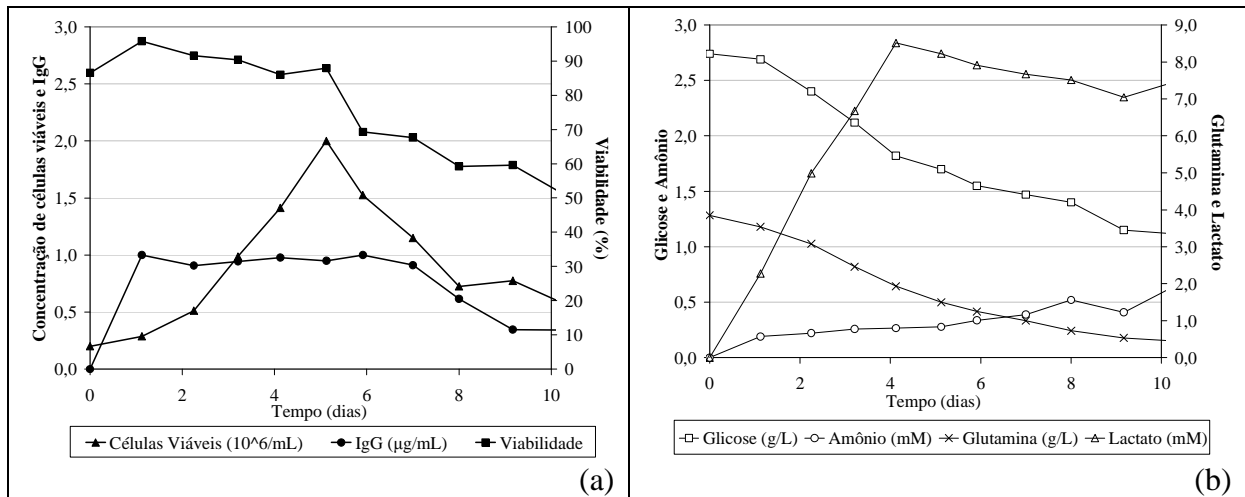 3,0
2,5
2,0
1,5
1,0
0,5
0,0
Concentração de células viáveis e IgG
100
90
80
70
60
50
40
30
20
10
0
Viabilidade (%)
0 2 4 6 8 10
Tempo (dias)
Células Viáveis (10^6/mL) IgG (μg/mL) Viabilidade
(a)
3,0
2,5
2,0
1,5
1,0
0,5
0,0
Glicose e Amônio
9,0
8,0
7,0
6,0
5,0
4,0
3,0
2,0
1,0
0,0
Glutamina e Lactato
0 2 4 6 8 10
Tempo (dias)
Glicose (g/L) Amônio (mM) Glutamina (g/L) Lactato (mM)
(b)